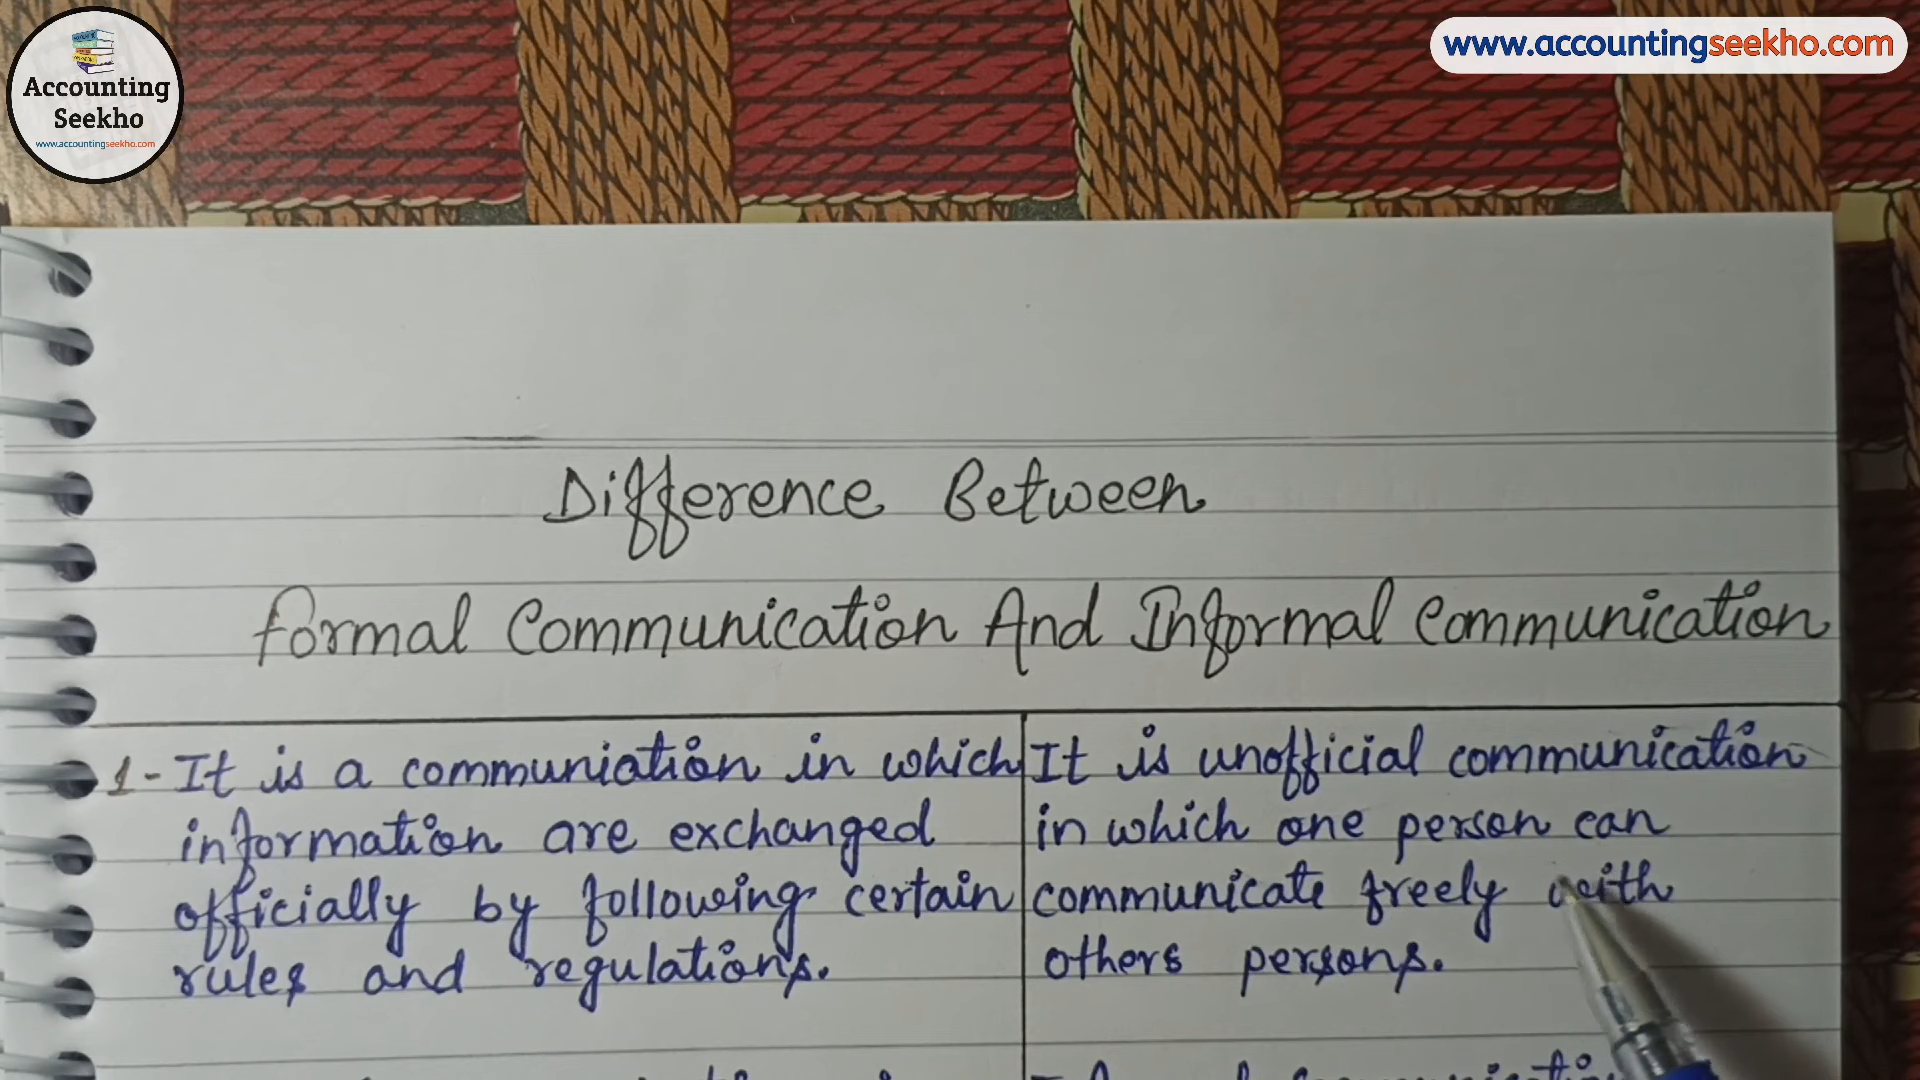 Accounting
Seekho
www.accountingseekho.com
www.accountingseekho.com
Difference Between
Formal Communication And Informal Communication
1- It is a communiation in which
information are exchanged
officially by following certain
rules and regulations.
It is unofficial communication
in which one person can
communicate freely with
others persons.